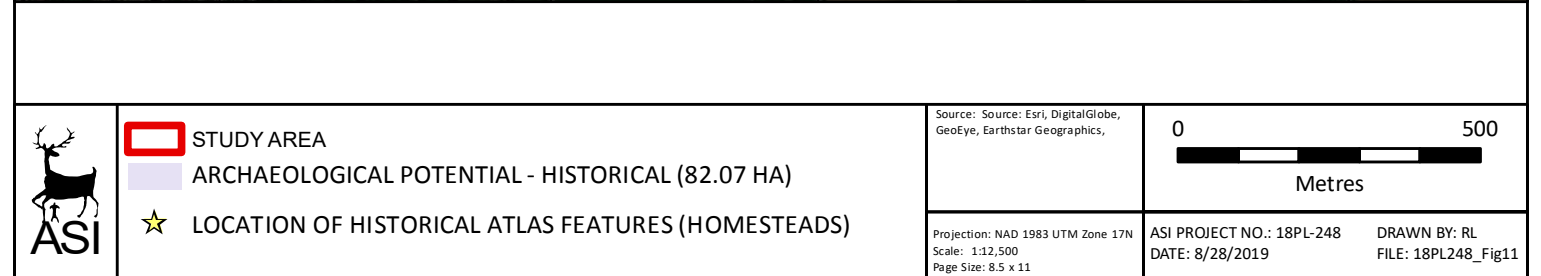 ASI
STUDY AREA
ARCHAEOLOGICAL POTENTIAL - HISTORICAL (82.07 HA)
LOCATION OF HISTORICAL ATLAS FEATURES (HOMESTEADS)
Source: Source: Esri, DigitalGlobe,
GeoEye, Earthstar Geographics,
Projection: NAD 1983 UTM Zone 17N
Scale: 1:12,500
Page Size: 8.5 x 11
0 500
Metres
ASI PROJECT NO.: 18PL-248 DRAWN BY: RL
DATE: 8/28/2019 FILE: 18PL248_Fig11